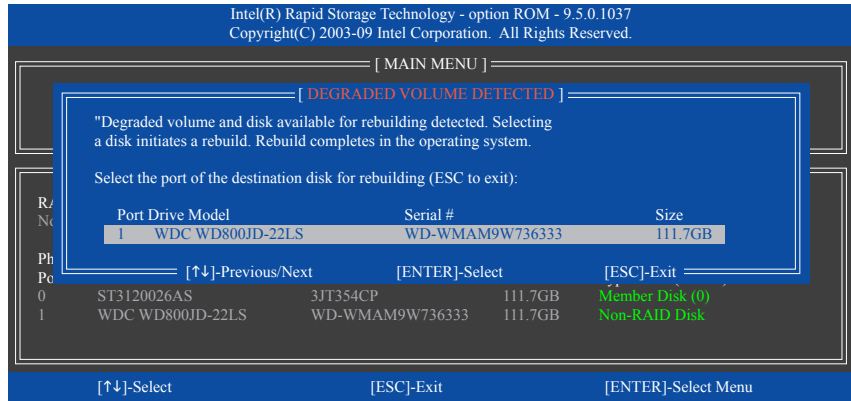 Intel(R) Rapid Storage Technology - option ROM - 9.5.0.1037
Copyright(C) 2003-09 Intel Corporation. All Rights Reserved.
[ MAIN MENU ]
[ DEGRADED VOLUME DETECTED ]
"Degraded volume and disk available for rebuilding detected. Selecting
a disk initiates a rebuild. Rebuild completes in the operating system.
Select the port of the destination disk for rebuilding (ESC to exit):
Port Drive Model Serial # Size
1 WDC WD800JD-22LS WD-WMAM9W736333 111.7GB
[↑↓]-Previous/Next [ENTER]-Select [ESC]-Exit
0 ST3120026AS 3JT354CP 111.7GB Member Disk (0)
1 WDC WD800JD-22LS WD-WMAM9W736333 111.7GB Non-RAID Disk
[↑↓]-Select [ESC]-Exit [ENTER]-Select Menu